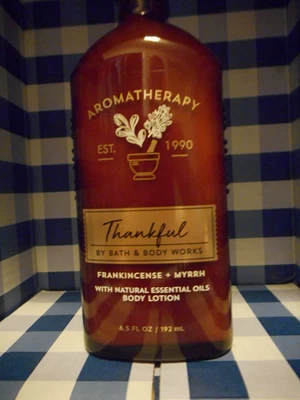 AROMATHERAPY
EST. 1990
Thankful
BY BATH & BODY WORKS
FRANKINCENSE + MYRRH
WITH NATURAL ESSENTIAL OILS
BODY LOTION
6.5 FL OZ / 192 mL